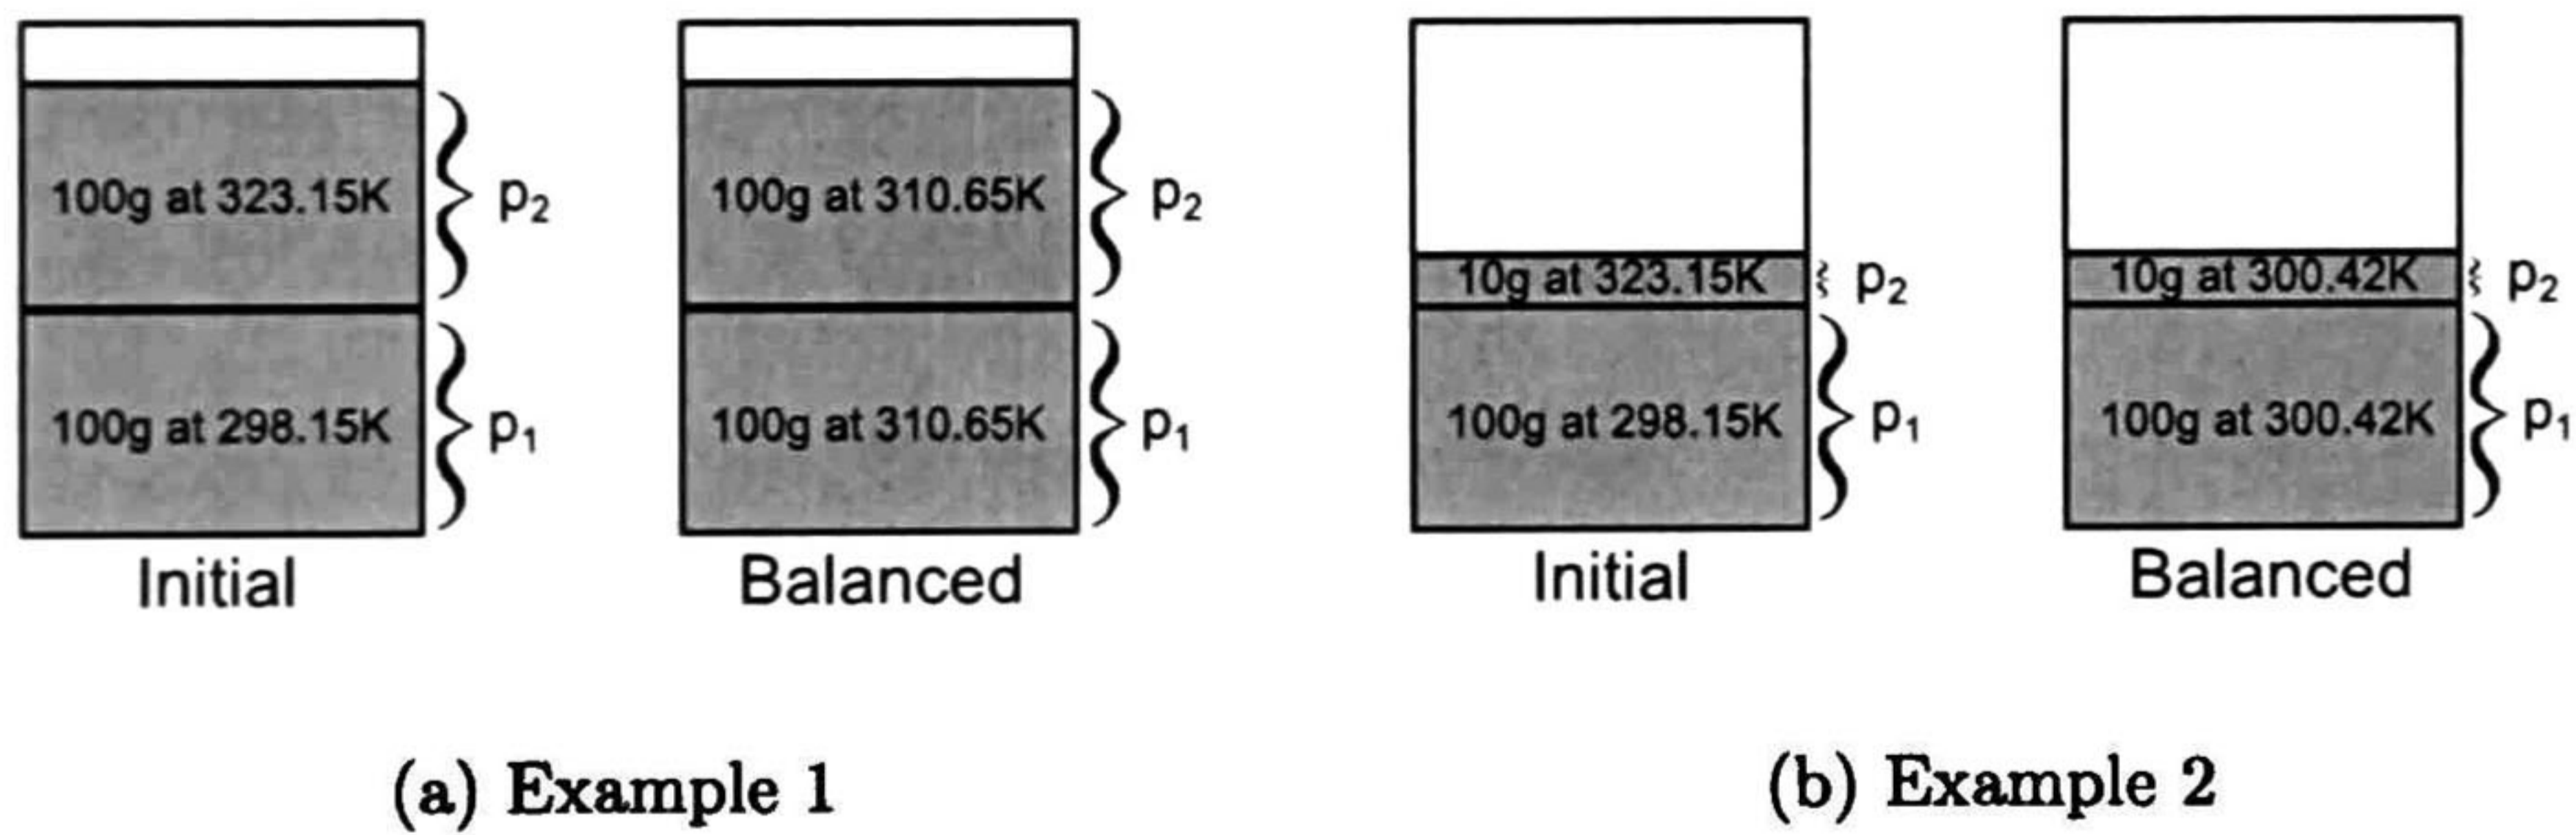 100g at 323.15K
p2
100g at 298.15K
p1
Initial
100g at 310.65K
p2
100g at 310.65K
p1
Balanced
(a) Example 1
10g at 323.15K
p2
100g at 298.15K
p1
Initial
10g at 300.42K
p2
100g at 300.42K
p1
Balanced
(b) Example 2